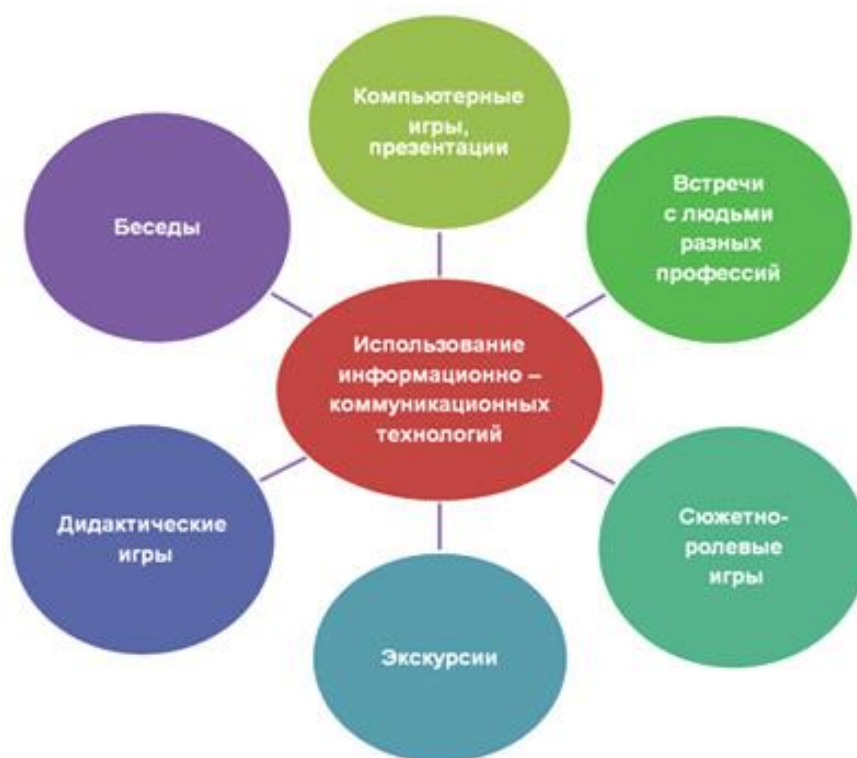 Компьютерные
игры,
презентации
Встречи
с людьми
разных
профессий
Беседы
Использование
информационно –
коммуникационных
технологий
Дидактические
игры
Сюжетно-
ролевые
игры
Экскурсии